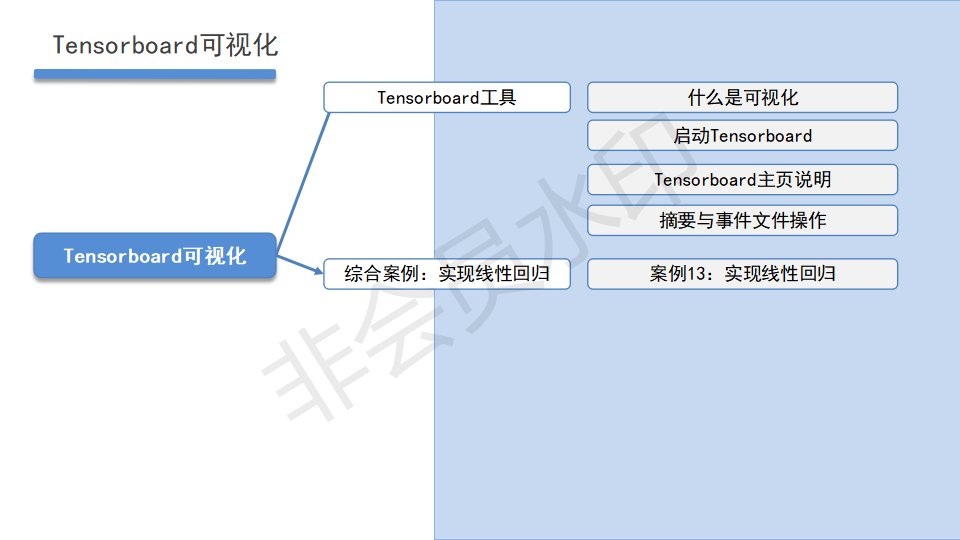 Tensorboard可视化
Tensorboard工具
什么是可视化
启动Tensorboard
Tensorboard主页说明
摘要与事件文件操作
Tensorboard可视化
综合案例：实现线性回归
案例13：实现线性回归
非会员水印